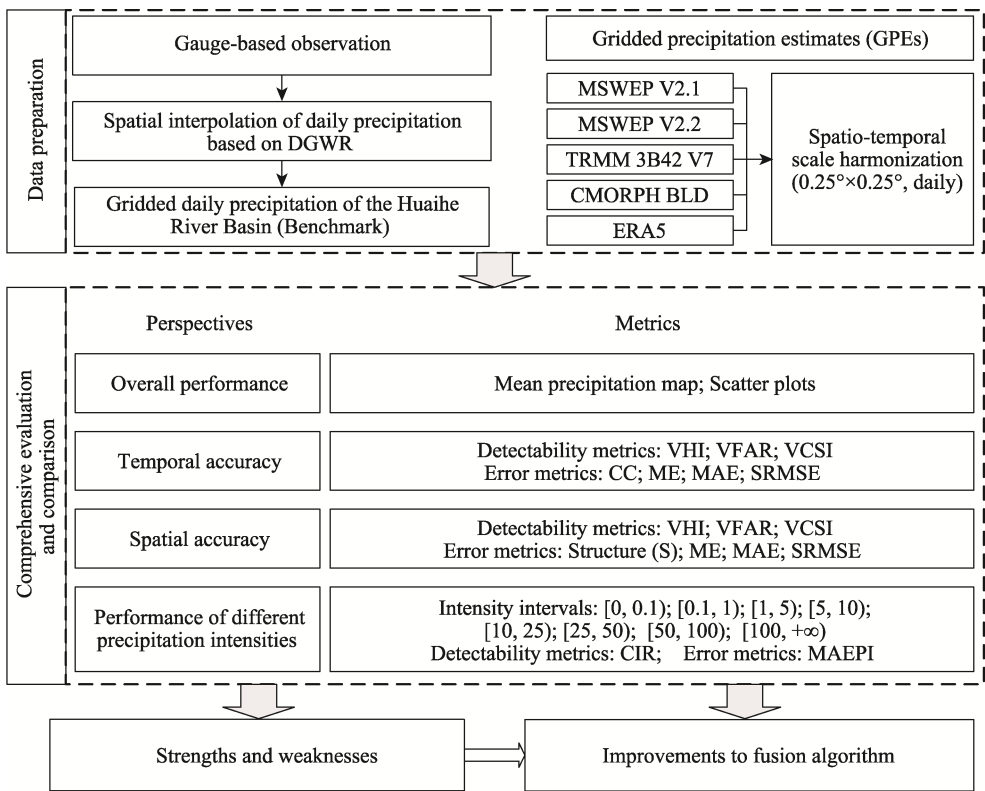 Data preparation
Gauge-based observation
Spatial interpolation of daily precipitation
based on DGWR
Gridded daily precipitation of the Huaihe
River Basin (Benchmark)
Gridded precipitation estimates (GPEs)
MSWEP V2.1
MSWEP V2.2
TRMM 3B42 V7
CMORPH BLD
ERA5
Spatio-temporal
scale harmonization
(0.25°×0.25°, daily)
Comprehensive evaluation
and comparison
Perspectives
Metrics
Overall performance
Mean precipitation map; Scatter plots
Temporal accuracy
Detectability metrics: VHI; VFAR; VCSI
Error metrics: CC; ME; MAE; SRMSE
Spatial accuracy
Detectability metrics: VHI; VFAR; VCSI
Error metrics: Structure (S); ME; MAE; SRMSE
Performance of different
precipitation intensities
Intensity intervals: [0, 0.1); [0.1, 1); [1, 5); [5, 10);
[10, 25); [25, 50); [50, 100); [100, +∞)
Detectability metrics: CIR; Error metrics: MAEPI
Strengths and weaknesses
Improvements to fusion algorithm